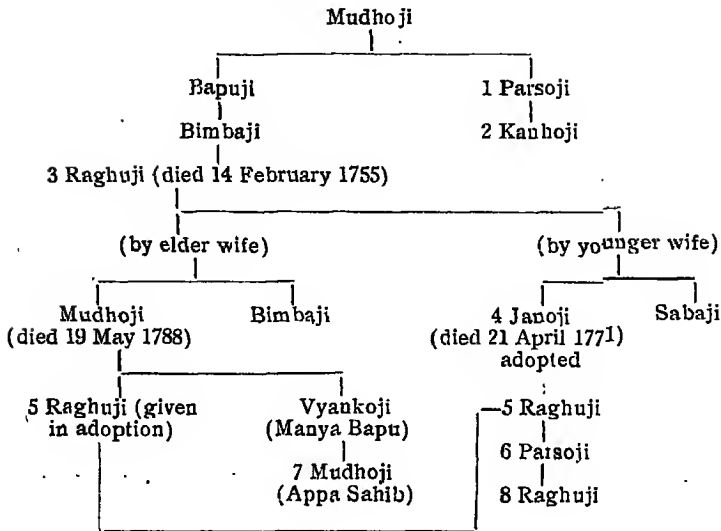 Mudhoji
Bapuji 1 Parsoji
Bimbaji 2 Kanhoji
3 Raghuji (died 14 February 1755)
(by elder wife) (by younger wife)
Mudhoji Bimbaji 4 Janoji Sabaji
(died 19 May 1788) (died 21 April 1771)
adopted
5 Raghuji (given Vyankoji —5 Raghuji
in adoption) (Manya Bapu)
6 Parsoji
7 Mudhoji
(Appa Sahib) 8 Raghuji